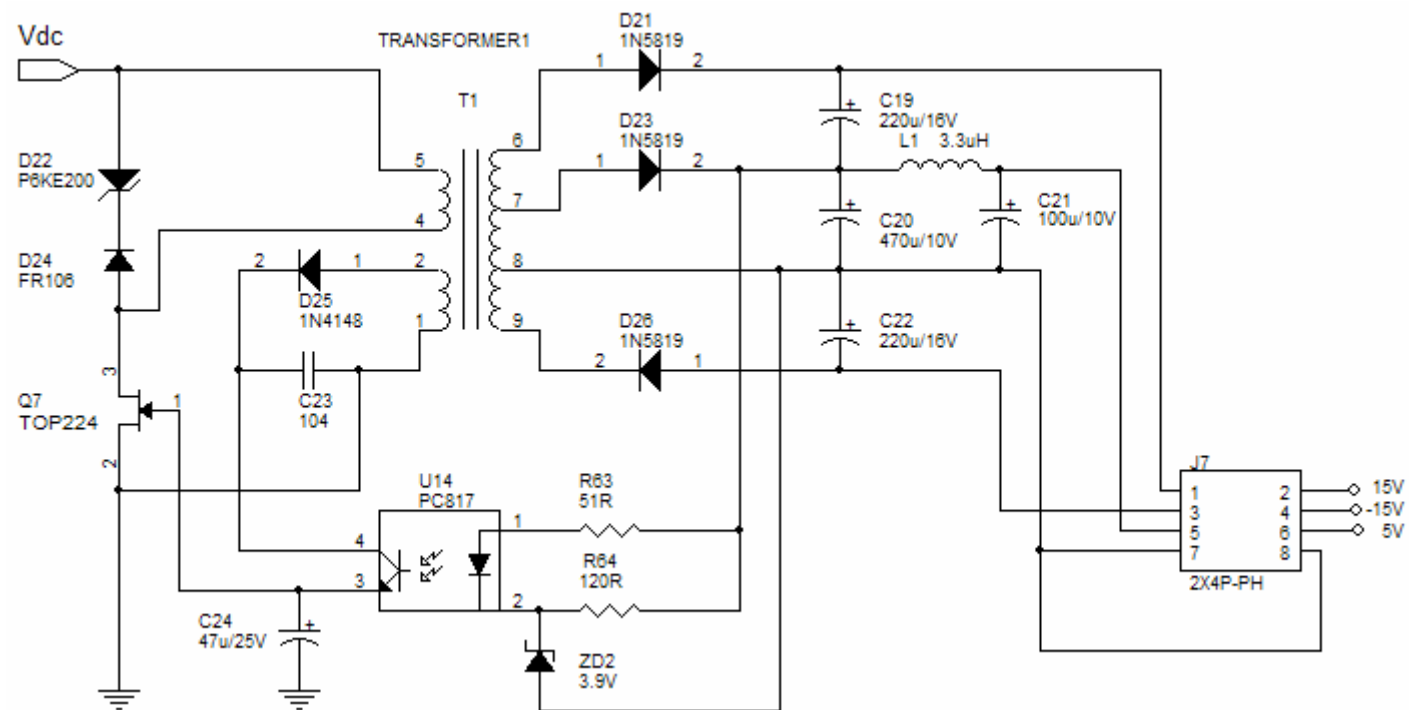 Vdc
TRANSFORMER1
T1
D21
1N5819
1 2
D22
P6KE200
D24
FR106
5
4
2
1
6
7
8
9
D23
1N5819
1 2
C19
220u/16V
L1 3.3uH
C20
470u/10V
C21
100u/10V
2 1
D25
1N4148
C23
104
D26
1N5819
2 1
C22
220u/16V
3
Q7
TOP224
1
2
U14
PC817
4
3
1
2
R63
51R
R64
120R
C24
47u/25V
ZD2
3.9V
J7
1 2 15V
3 4 -15V
5 6 5V
7 8
2X4P-PH